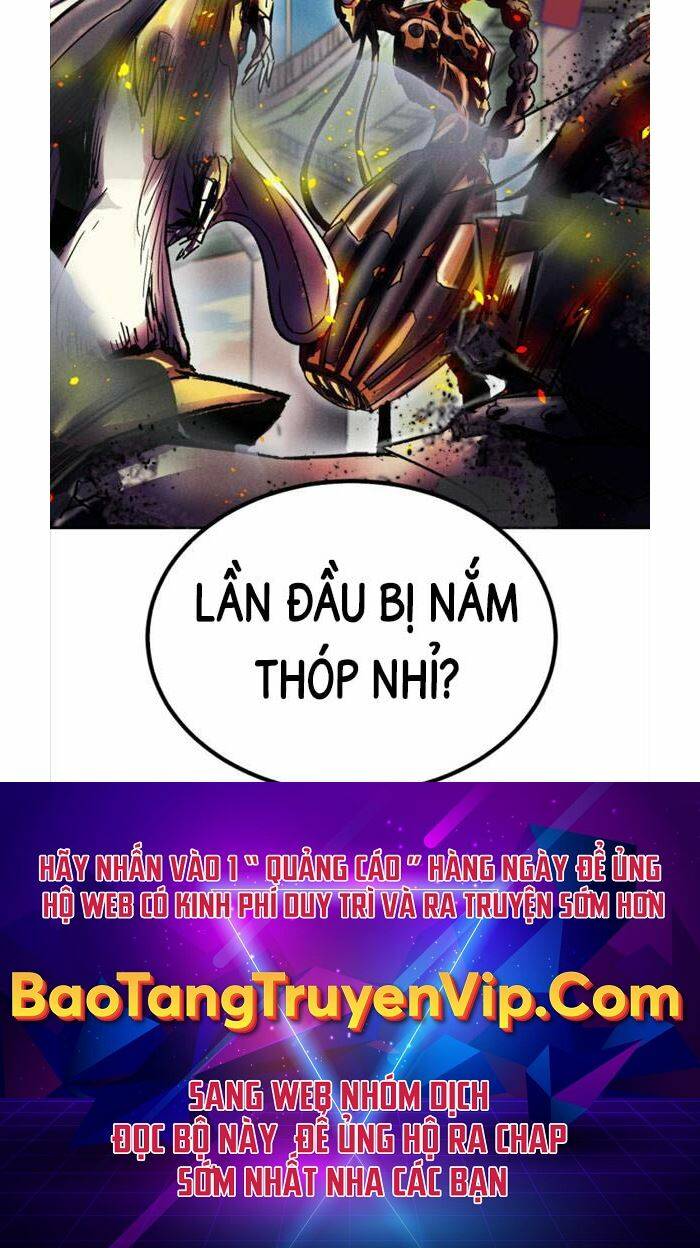 LẦN ĐẦU BỊ NẮM
THÓP NHỈ?
HÃY NHẤN VÀO 1 “ QUẢNG CÁO ” HÀNG NGÀY ĐỂ ỦNG
HỘ WEB CÓ KINH PHÍ DUY TRÌ VÀ RA TRUYỆN SỚM HƠN
BaoTangTruyenVip.Com
SANG WEB NHÓM DỊCH
ĐỌC BỘ NÀY ĐỂ ỦNG HỘ RA CHAP
SỚM NHẤT NHA CÁC BẠN